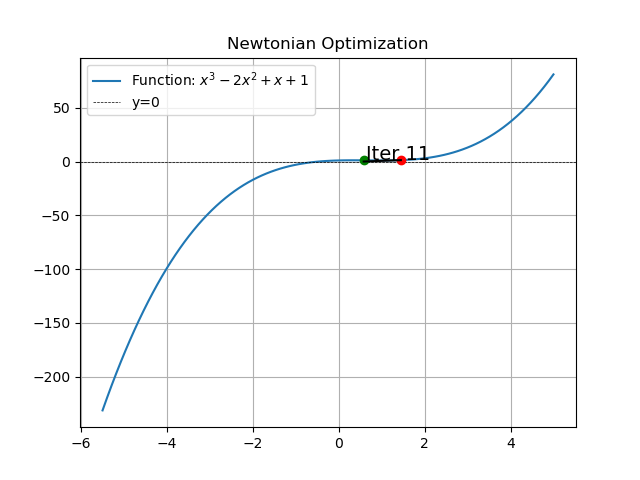 Newtonian Optimization
Function: $x^3 - 2x^2 + x + 1$
y=0
Iter 11
50
0
−50
−100
−150
−200
−6 −4 −2 0 2 4